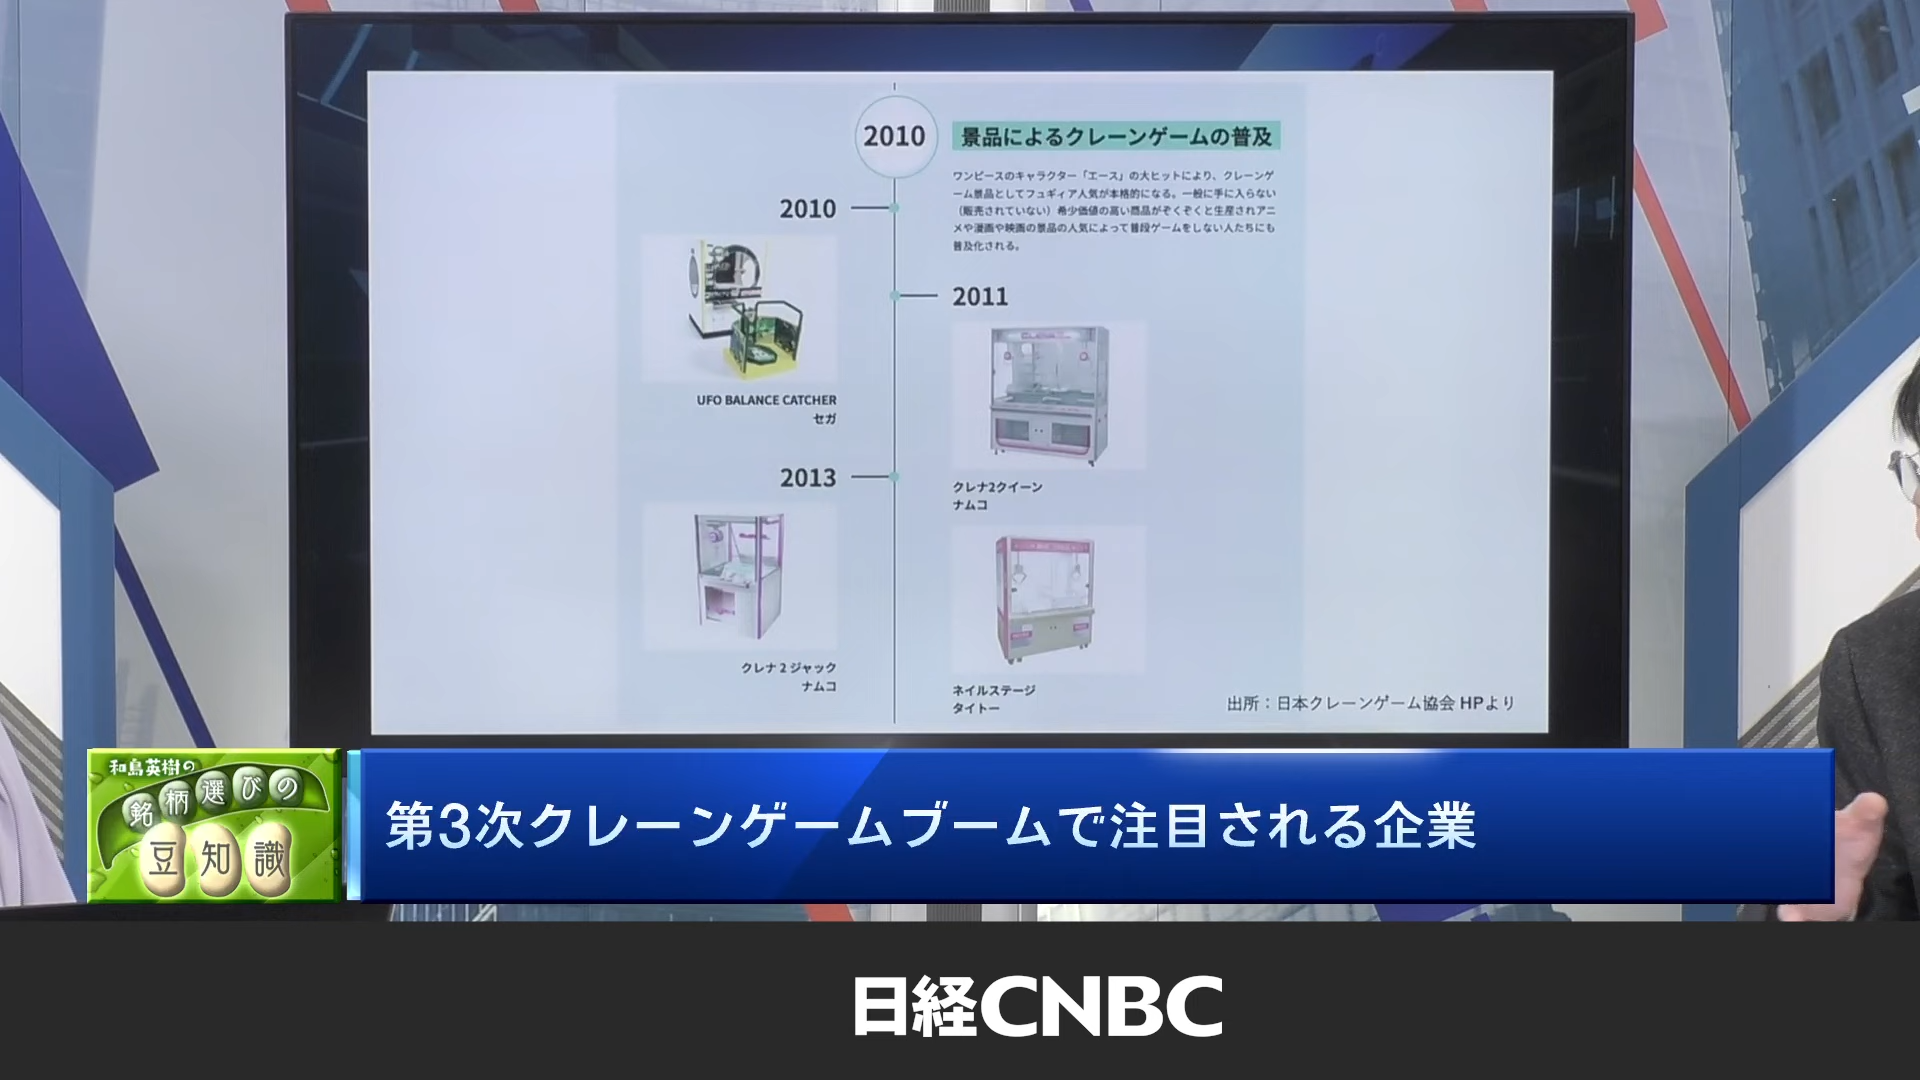 2010
景品によるクレーンゲームの普及
ワンピースのキャラクター「エース」の大ヒットにより、クレーンゲ
ーム景品としてフュギィア人気が本格的になる。一般に手に入らない
（販売されていない）希少価値の高い商品がぞくぞくと生産されアニ
メや漫画や映画の景品の人気によって普段ゲームをしない人たちにも
普及化される。
2010
UFO BALANCE CATCHER
セガ
2011
クレナ2クイーン
ナムコ
2013
クレナ2ジャック
ナムコ
ネイルステージ
タイトー
出所：日本クレーンゲーム協会 HPより
和島英樹の
銘柄選びの
豆知識
第3次クレーンゲームブームで注目される企業
日経CNBC